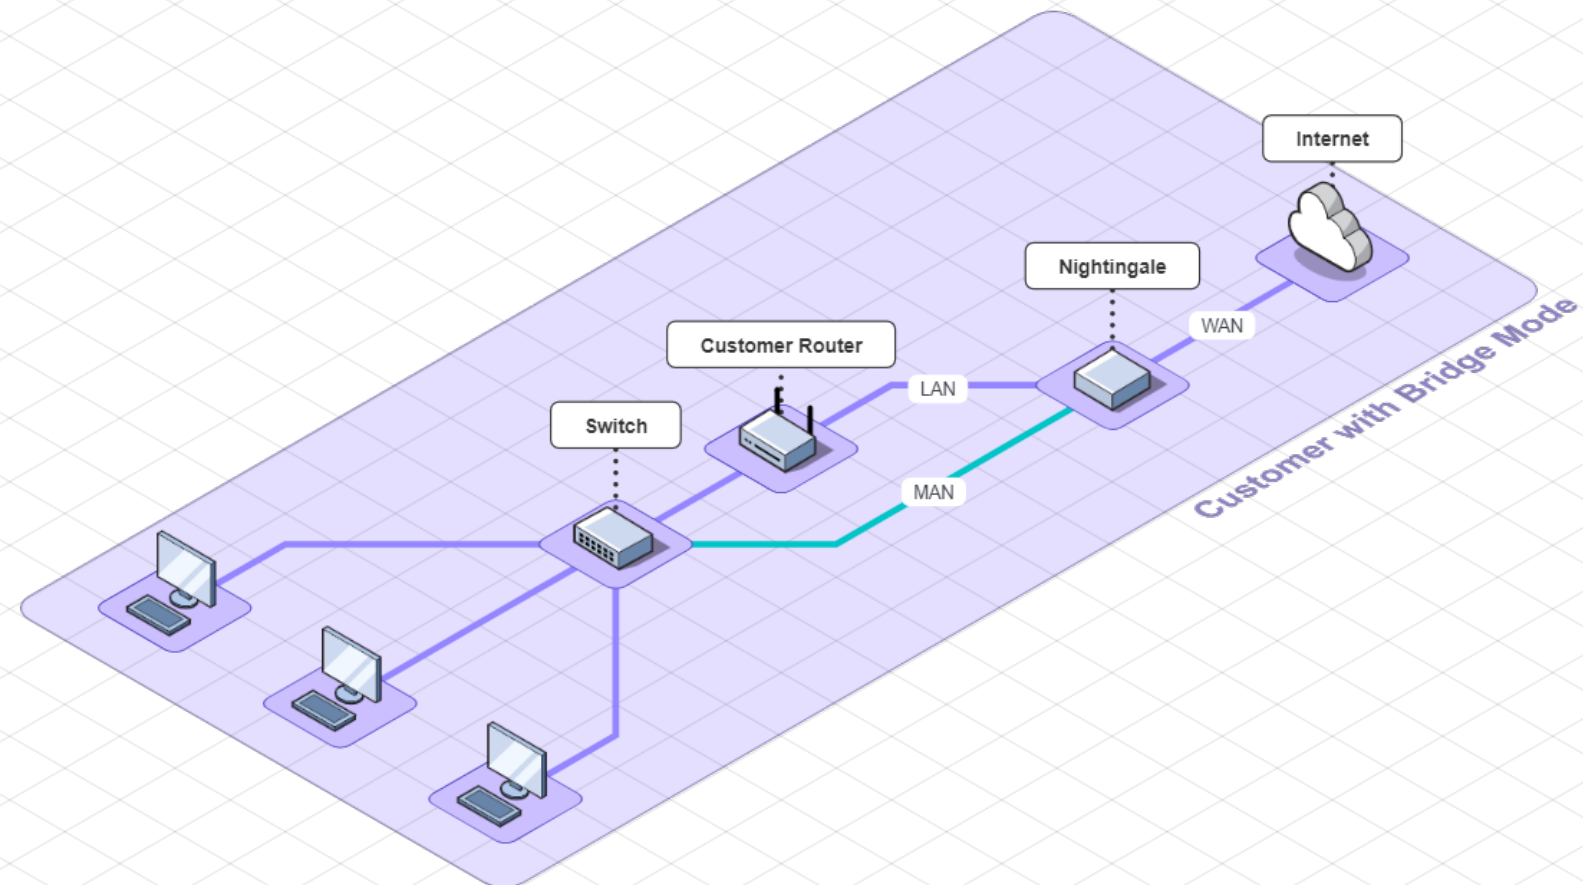 Internet
Nightingale
WAN
Customer Router
LAN
Switch
MAN
Customer with Bridge Mode